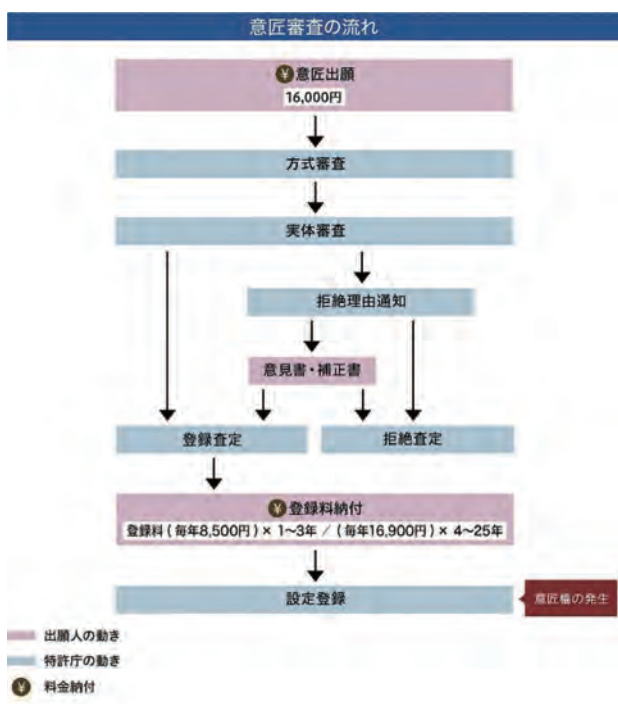 意匠審査の流れ
¥意匠出願
16,000円
方式審査
実体審査
拒絶理由通知
意見書・補正書
登録査定
拒絶査定
¥登録料納付
登録料(毎年8,500円)× 1〜3年 / (毎年16,900円)× 4〜25年
設定登録
意匠権の発生
出願人の動き
特許庁の動き
¥ 料金納付